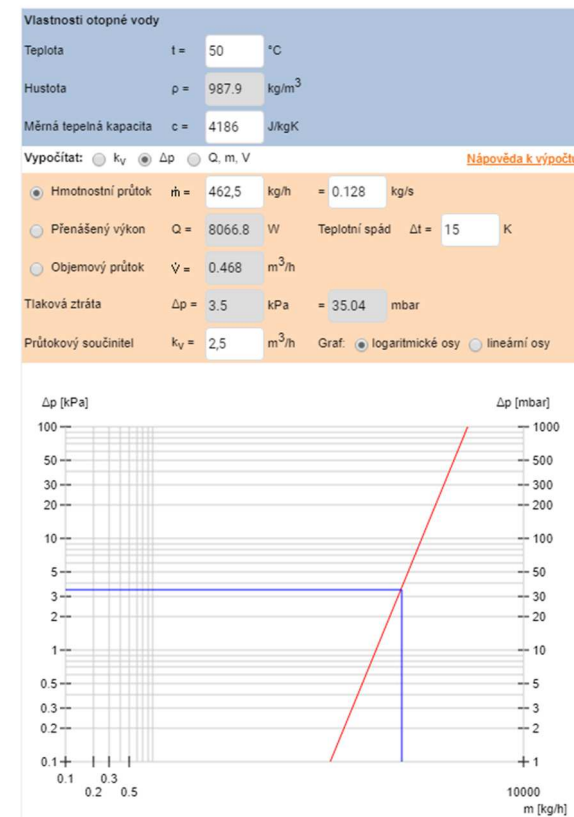 Vlastnosti otopné vody
Teplota t = 50 °C
Hustota ρ = 987.9 kg/m³
Měrná tepelná kapacita c = 4186 J/kgK
Vypočítat: kᵥ Δp Q, m, V Nápověda k výpočtu
Hmotnostní průtok ṁ = 462,5 kg/h = 0.128 kg/s
Přenášený výkon Q = 8066.8 W Teplotní spád Δt = 15 K
Objemový průtok V̇ = 0.468 m³/h
Tlaková ztráta Δp = 3.5 kPa = 35.04 mbar
Průtokový součinitel kᵥ = 2,5 m³/h Graf: logaritmické osy lineární osy
Δp [kPa] Δp [mbar]
100 1000
50 500
30 300
20 200
10 100
5 50
3 30
2 20
1 10
0.5 5
0.3 3
0.2 2
0.1 1
0.1 0.3
0.2 0.5 10000
m [kg/h]